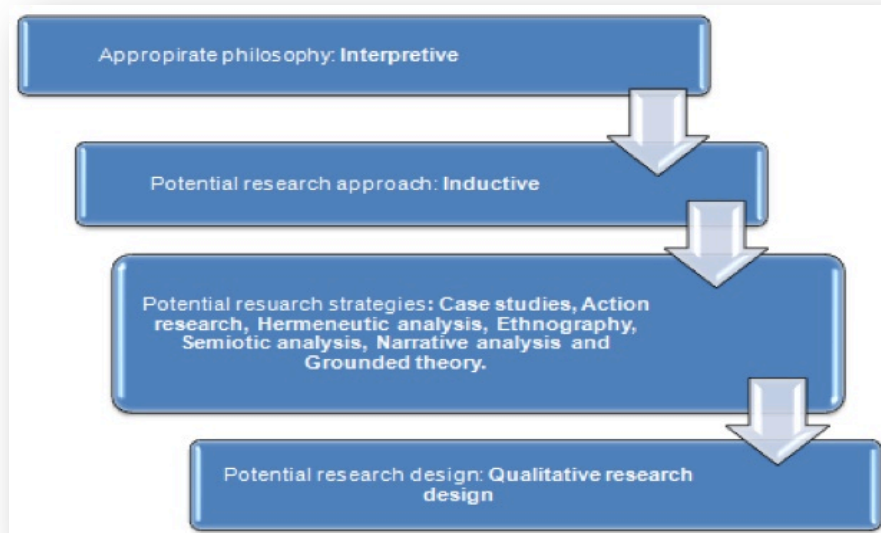 Appropirate philosophy: Interpretive
Potential research approach: Inductive
Potential resuarch strategies: Case studies, Action
research, Hermeneutic analysis, Ethnography,
Semiotic analysis, Narrative analysis and
Grounded theory.
Potential research design: Qualitative research
design